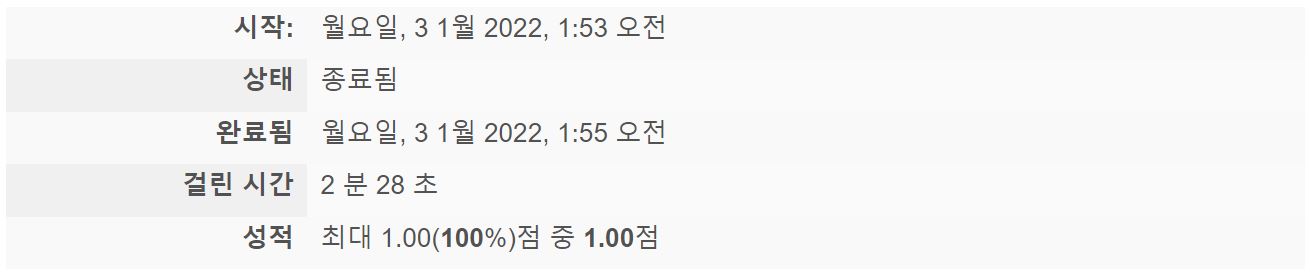 시작: 월요일, 3 1월 2022, 1:53 오전
상태 종료됨
완료됨 월요일, 3 1월 2022, 1:55 오전
걸린 시간 2 분 28 초
성적 최대 1.00(100%)점 중 1.00점